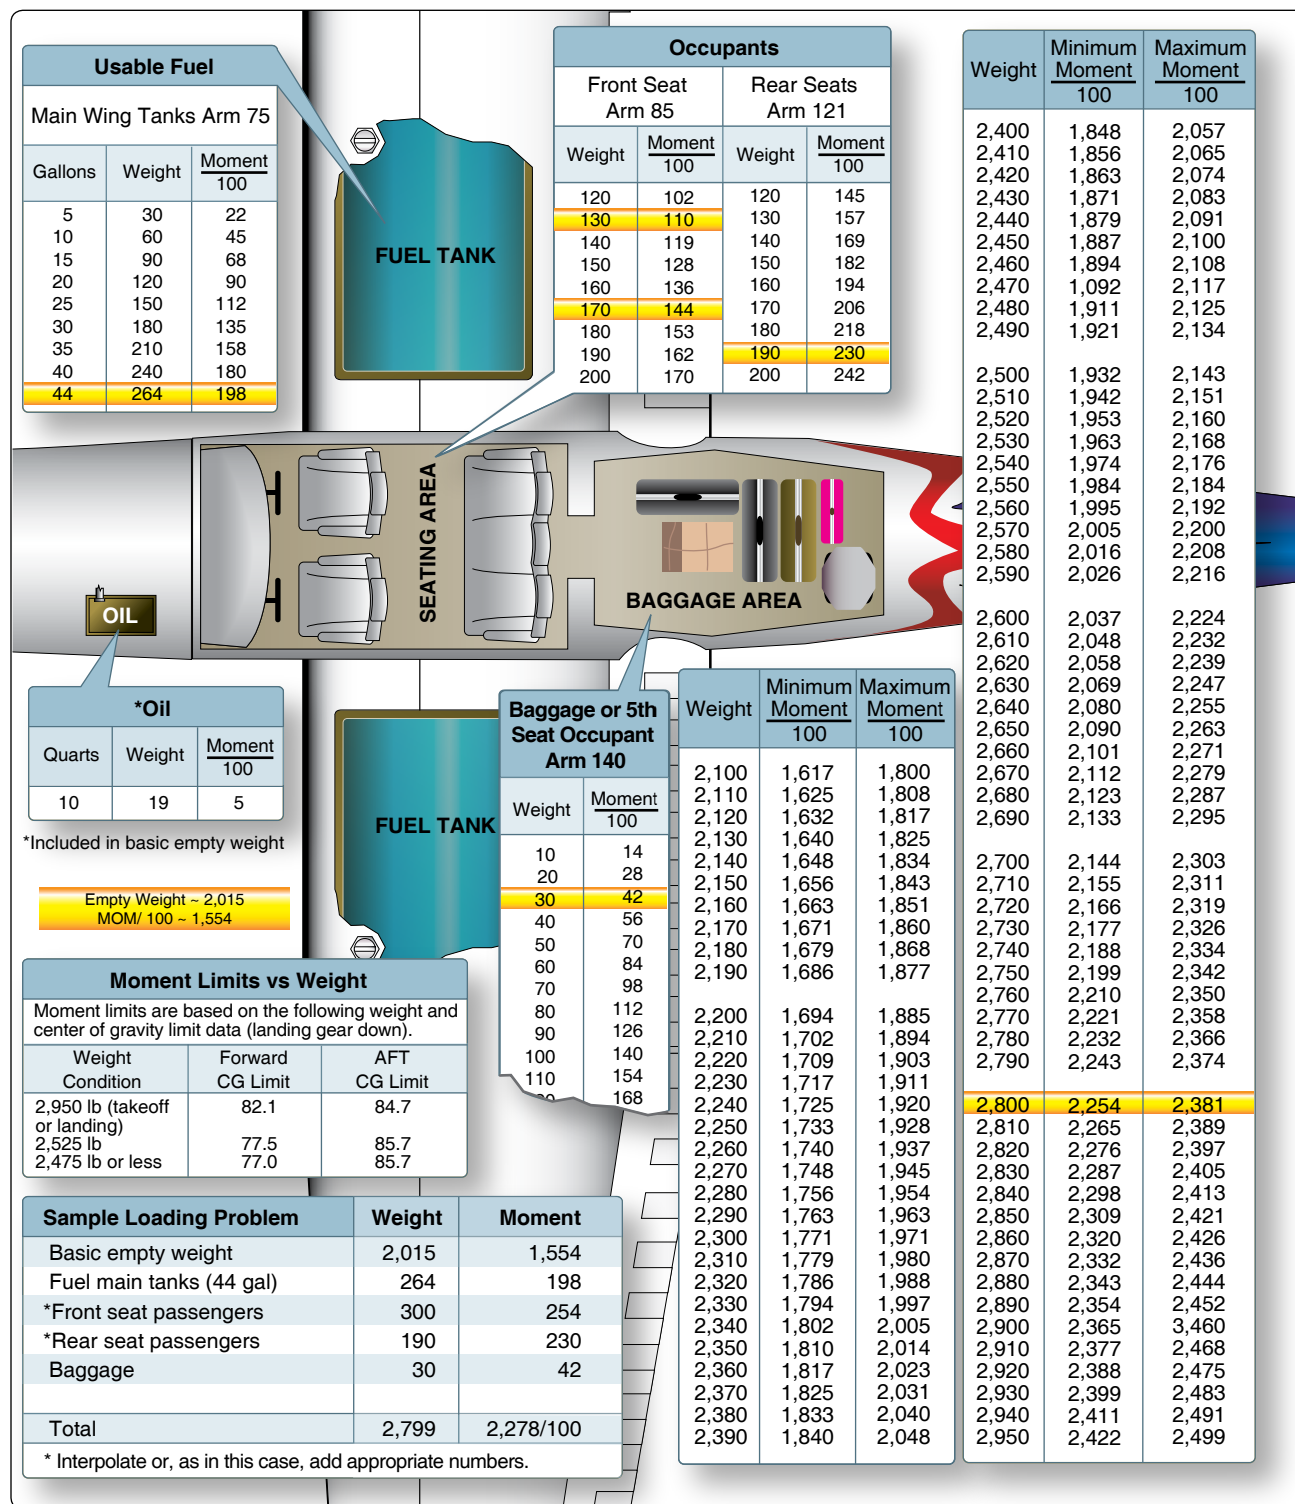 Usable Fuel
Main Wing Tanks Arm 75
Gallons Weight Moment
100
5 30 22
10 60 45
15 90 68
20 120 90
25 150 112
30 180 135
35 210 158
40 240 180
44 264 198
FUEL TANK
Occupants
Front Seat Rear Seats
Arm 85 Arm 121
Weight Moment Weight Moment
100 100
120 102 120 145
130 110 130 157
140 119 140 169
150 128 150 182
160 136 160 194
170 144 170 206
180 153 180 218
190 162 190 230
200 170 200 242
Weight Minimum Maximum
Moment Moment
100 100
2,400 1,848 2,057
2,410 1,856 2,065
2,420 1,863 2,074
2,430 1,871 2,083
2,440 1,879 2,091
2,450 1,887 2,100
2,460 1,894 2,108
2,470 1,092 2,117
2,480 1,911 2,125
2,490 1,921 2,134
2,500 1,932 2,143
2,510 1,942 2,151
2,520 1,953 2,160
2,530 1,963 2,168
2,540 1,974 2,176
2,550 1,984 2,184
2,560 1,995 2,192
2,570 2,005 2,200
2,580 2,016 2,208
2,590 2,026 2,216
2,600 2,037 2,224
2,610 2,048 2,232
2,620 2,058 2,239
2,630 2,069 2,247
2,640 2,080 2,255
2,650 2,090 2,263
2,660 2,101 2,271
2,670 2,112 2,279
2,680 2,123 2,287
2,690 2,133 2,295
2,700 2,144 2,303
2,710 2,155 2,311
2,720 2,166 2,319
2,730 2,177 2,326
2,740 2,188 2,334
2,750 2,199 2,342
2,760 2,210 2,350
2,770 2,221 2,358
2,780 2,232 2,366
2,790 2,243 2,374
2,800 2,254 2,381
2,810 2,265 2,389
2,820 2,276 2,397
2,830 2,287 2,405
2,840 2,298 2,413
2,850 2,309 2,421
2,860 2,320 2,426
2,870 2,332 2,436
2,880 2,343 2,444
2,890 2,354 2,452
2,900 2,365 3,460
2,910 2,377 2,468
2,920 2,388 2,475
2,930 2,399 2,483
2,940 2,411 2,491
2,950 2,422 2,499
SEATING AREA
BAGGAGE AREA
OIL
*Oil
Quarts Weight Moment
100
10 19 5
*Included in basic empty weight
Empty Weight ~ 2,015
MOM/ 100 ~ 1,554
FUEL TANK
Baggage or 5th
Seat Occupant
Arm 140
Weight Moment
100
10 14
20 28
30 42
40 56
50 70
60 84
70 98
80 112
90 126
100 140
110 154
168
Weight Minimum Maximum
Moment Moment
100 100
2,100 1,617 1,800
2,110 1,625 1,808
2,120 1,632 1,817
2,130 1,640 1,825
2,140 1,648 1,834
2,150 1,656 1,843
2,160 1,663 1,851
2,170 1,671 1,860
2,180 1,679 1,868
2,190 1,686 1,877
2,200 1,694 1,885
2,210 1,702 1,894
2,220 1,709 1,903
2,230 1,717 1,911
2,240 1,725 1,920
2,250 1,733 1,928
2,260 1,740 1,937
2,270 1,748 1,945
2,280 1,756 1,954
2,290 1,763 1,963
2,300 1,771 1,971
2,310 1,779 1,980
2,320 1,786 1,988
2,330 1,794 1,997
2,340 1,802 2,005
2,350 1,810 2,014
2,360 1,817 2,023
2,370 1,825 2,031
2,380 1,833 2,040
2,390 1,840 2,048
Moment Limits vs Weight
Moment limits are based on the following weight and
center of gravity limit data (landing gear down).
Weight Forward AFT
Condition CG Limit CG Limit
2,950 lb (takeoff 82.1 84.7
or landing)
2,525 lb 77.5 85.7
2,475 lb or less 77.0 85.7
Sample Loading Problem Weight Moment
Basic empty weight 2,015 1,554
Fuel main tanks (44 gal) 264 198
*Front seat passengers 300 254
*Rear seat passengers 190 230
Baggage 30 42
Total 2,799 2,278/100
* Interpolate or, as in this case, add appropriate numbers.